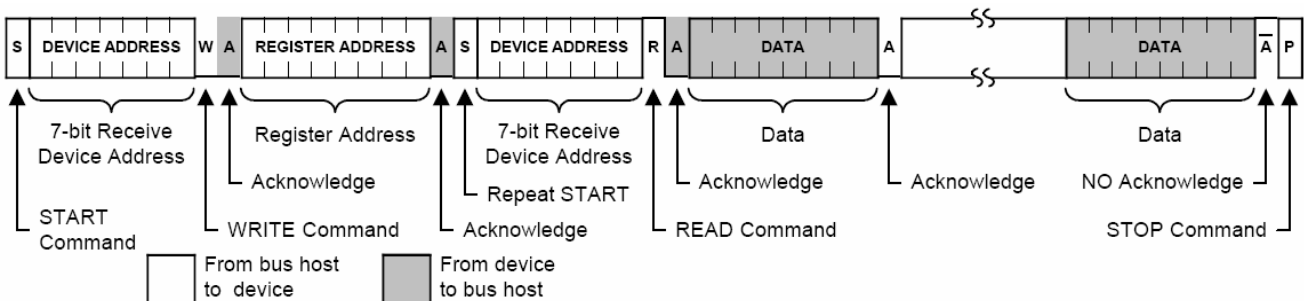 S DEVICE ADDRESS W A REGISTER ADDRESS A S DEVICE ADDRESS R A DATA A DATA A P
7-bit Receive
Device Address
Register Address
7-bit Receive
Device Address
Data
Data
Acknowledge
Repeat START
Acknowledge
Acknowledge
NO Acknowledge
START
Command
WRITE Command
Acknowledge
READ Command
STOP Command
From bus host
to device
From device
to bus host